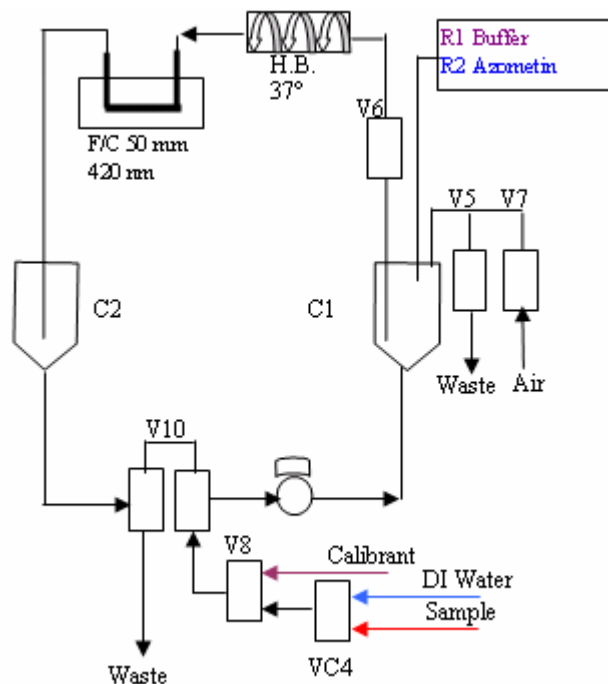 R1 Buffer
R2 Azometin
H.B.
37°
V6
F/C 50 mm
420 nm
V5
V7
C2
C1
Waste
Air
V10
V8
Calibrant
DI Water
Sample
VC4
Waste